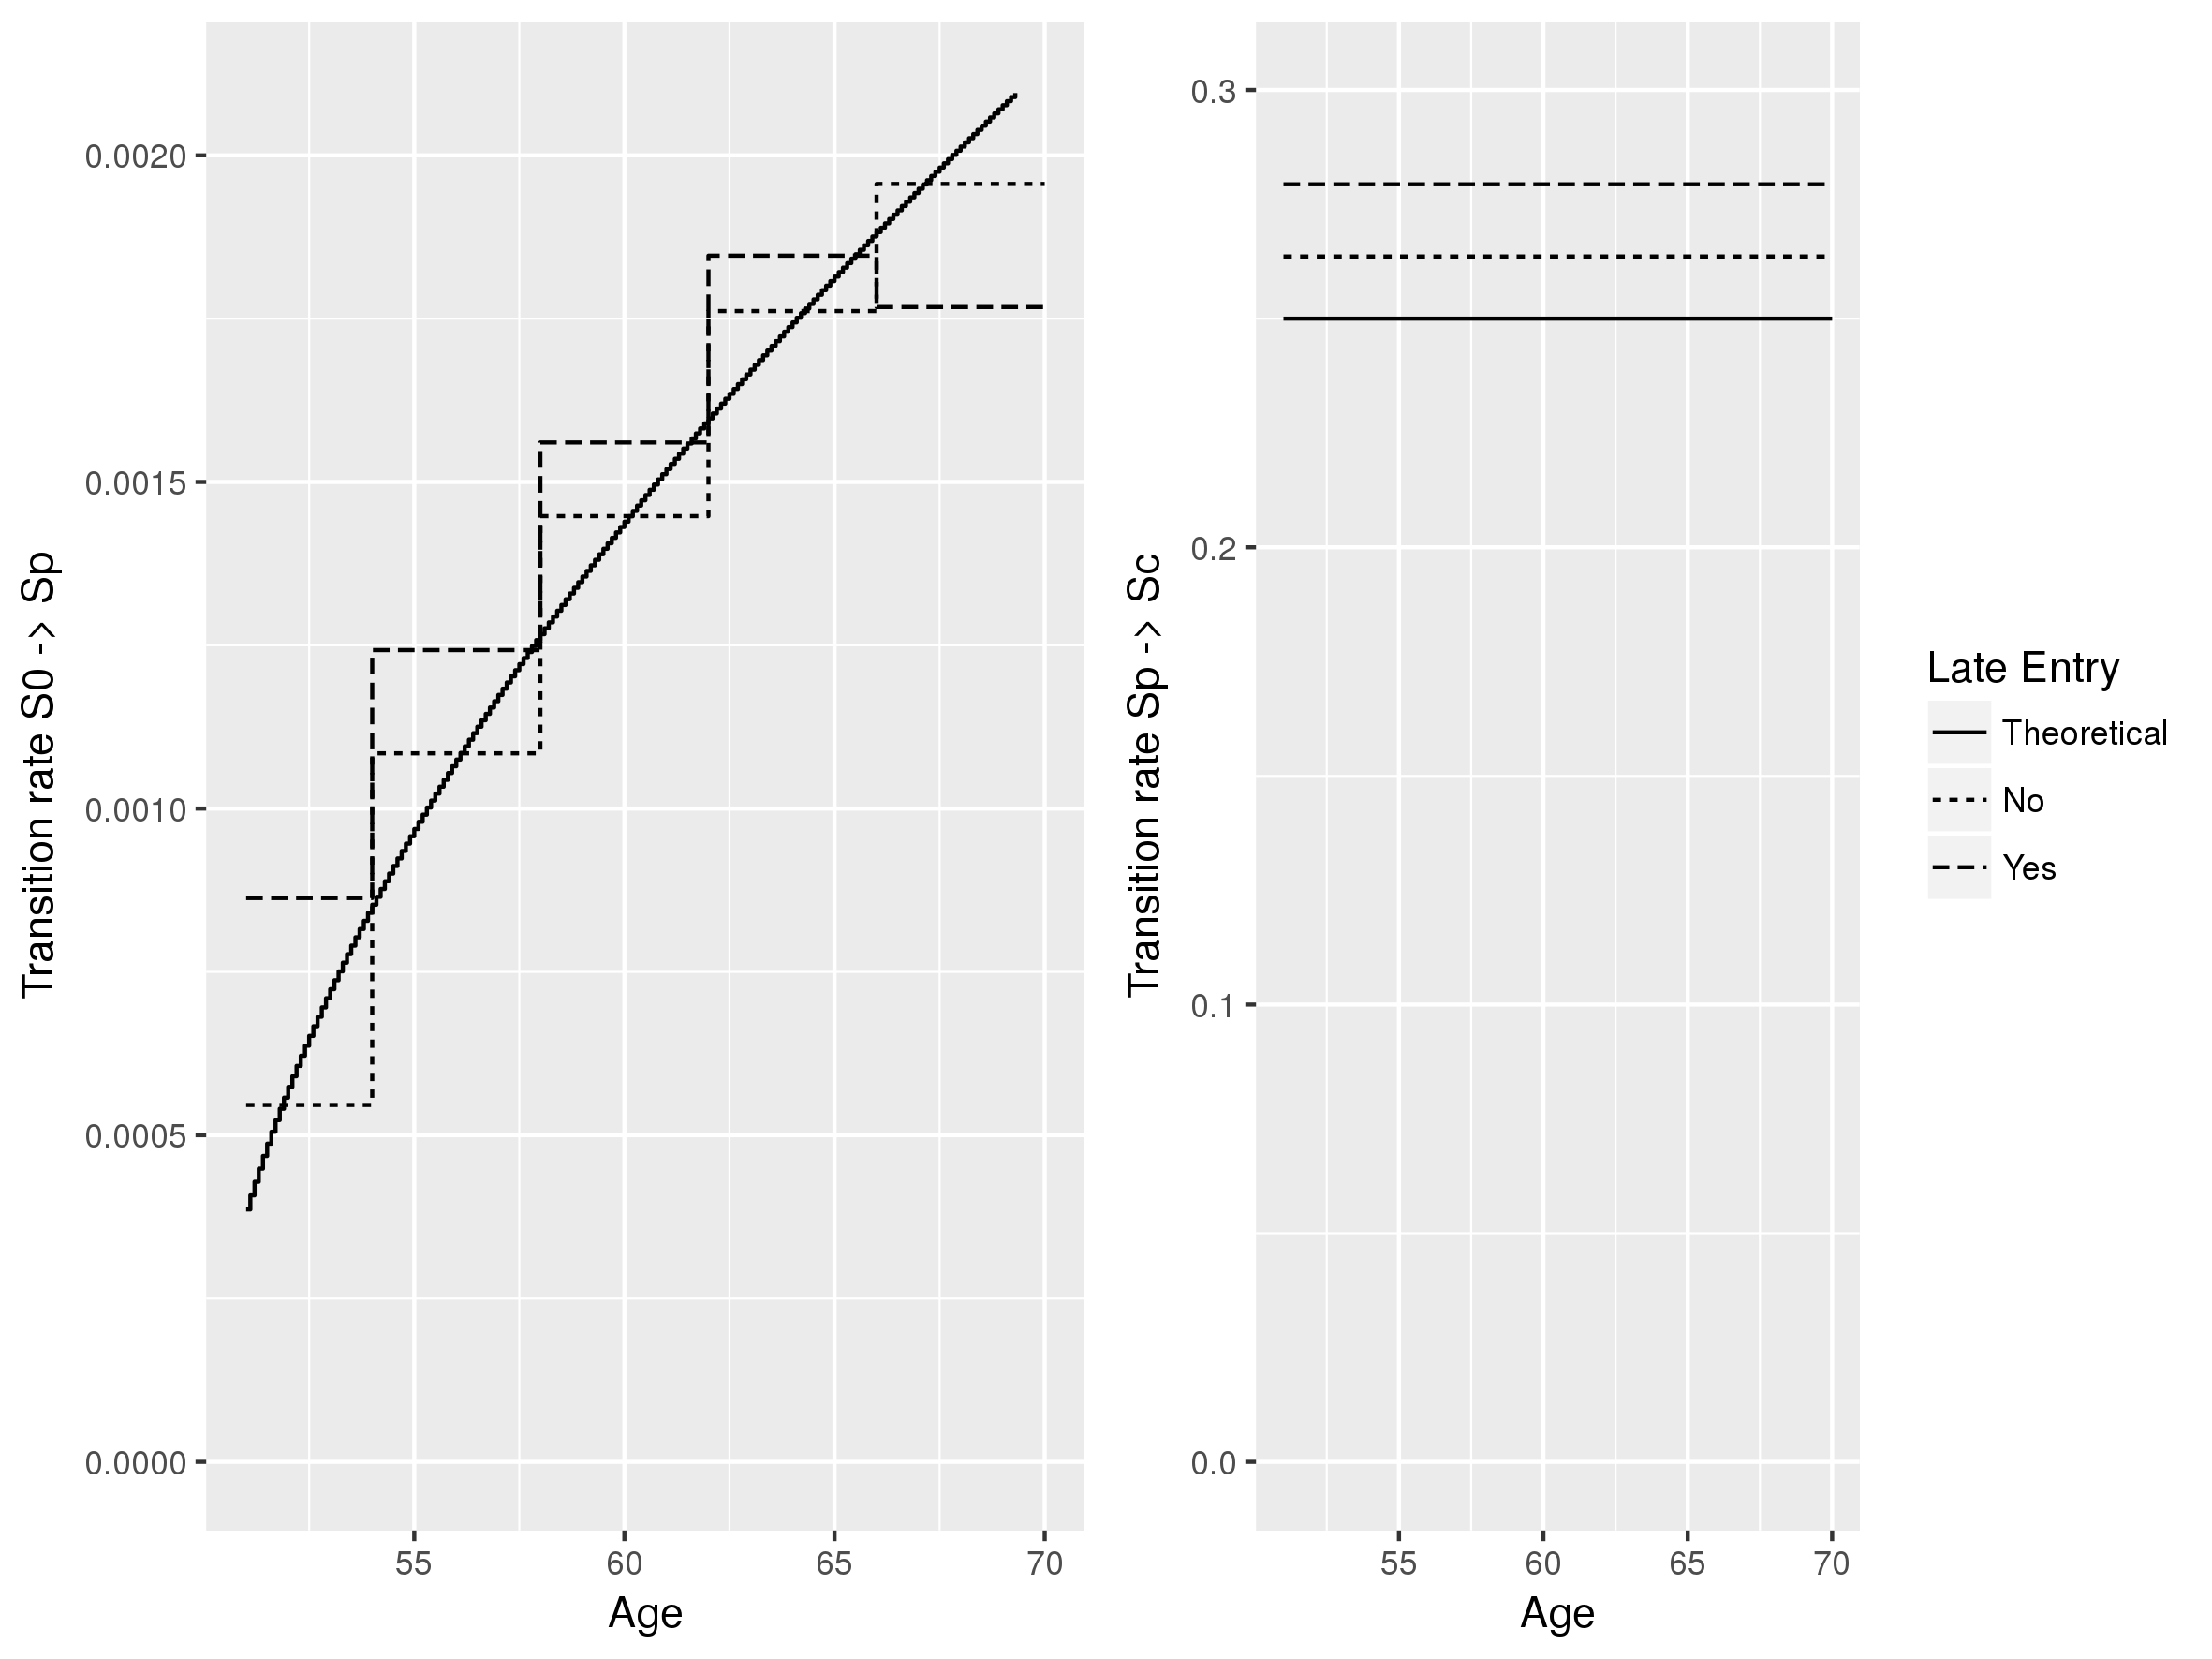 Transition rate S0 -> Sp
0.0020
0.0015
0.0010
0.0005
0.0000
55
60
65
70
Age
Transition rate Sp -> Sc
0.3
0.2
0.1
0.0
55
60
65
70
Age
Late Entry
Theoretical
No
Yes